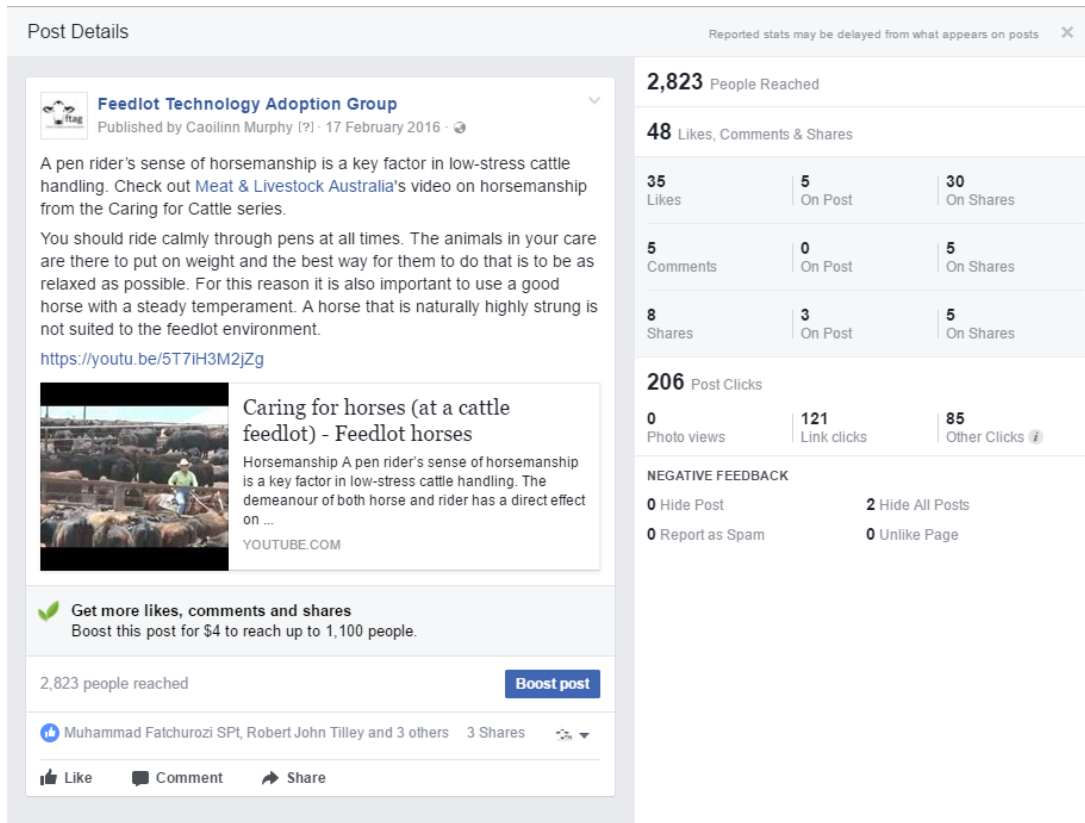 Post Details
Reported stats may be delayed from what appears on posts
ftag
Feedlot Technology Adoption Group
Published by Caoilinn Murphy [?] · 17 February 2016 ·
A pen rider's sense of horsemanship is a key factor in low-stress cattle
handling. Check out Meat & Livestock Australia's video on horsemanship
from the Caring for Cattle series.
You should ride calmly through pens at all times. The animals in your care
are there to put on weight and the best way for them to do that is to be as
relaxed as possible. For this reason it is also important to use a good
horse with a steady temperament. A horse that is naturally highly strung is
not suited to the feedlot environment.
https://youtu.be/5T7iH3M2jZg
Caring for horses (at a cattle
feedlot) - Feedlot horses
Horsemanship A pen rider's sense of horsemanship
is a key factor in low-stress cattle handling. The
demeanour of both horse and rider has a direct effect
on ...
YOUTUBE.COM
Get more likes, comments and shares
Boost this post for $4 to reach up to 1,100 people.
2,823 people reached
Boost post
Muhammad Fatchurozi SPt, Robert John Tilley and 3 others 3 Shares
Like Comment Share
2,823 People Reached
48 Likes, Comments & Shares
35 5 30
Likes On Post On Shares
5 0 5
Comments On Post On Shares
8 3 5
Shares On Post On Shares
206 Post Clicks
0 121 85
Photo views Link clicks Other Clicks i
NEGATIVE FEEDBACK
0 Hide Post 2 Hide All Posts
0 Report as Spam 0 Unlike Page